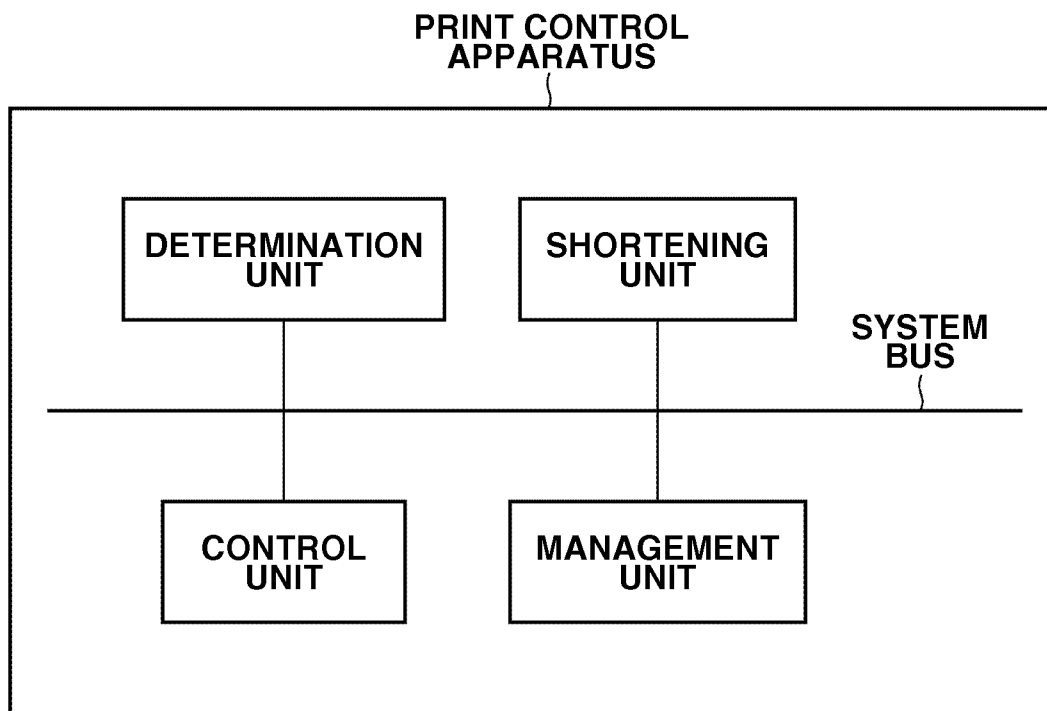 PRINT CONTROL
APPARATUS
DETERMINATION
UNIT
SHORTENING
UNIT
SYSTEM
BUS
CONTROL
UNIT
MANAGEMENT
UNIT